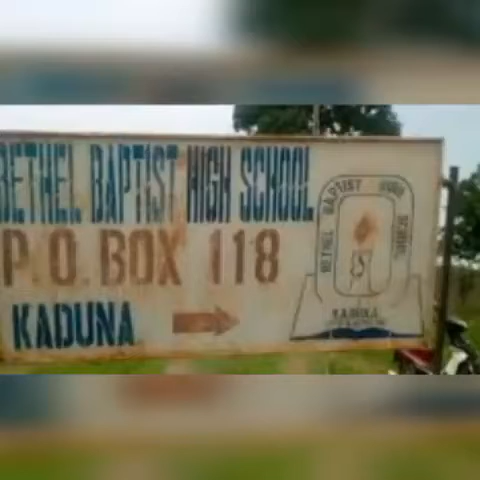 BETHEL BAPTIST HIGH SCHOOL
P.O. BOX 118
KADUNA
BETHEL BAPTIST HIGH SCHOOL
KADUNA